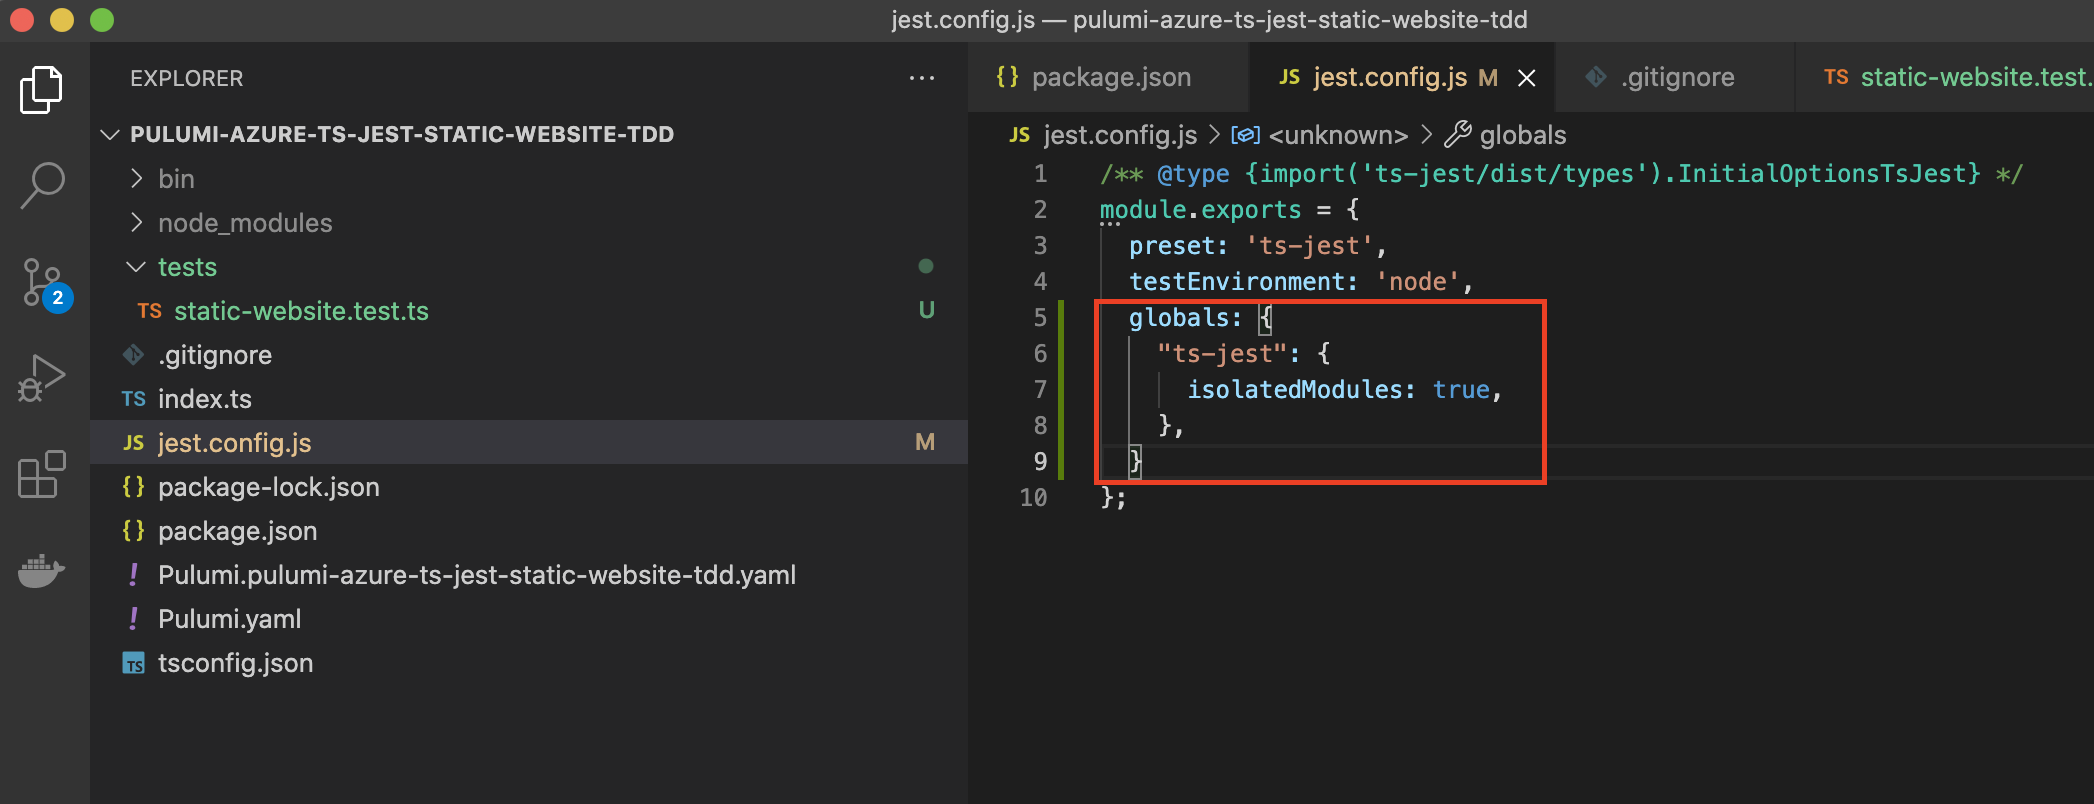 jest.config.js — pulumi-azure-ts-jest-static-website-tdd
EXPLORER
PULUMI-AZURE-TS-JEST-STATIC-WEBSITE-TDD
bin
node_modules
tests
TS static-website.test.ts U
.gitignore
TS index.ts
JS jest.config.js M
{} package-lock.json
{} package.json
! Pulumi.pulumi-azure-ts-jest-static-website-tdd.yaml
! Pulumi.yaml
TS tsconfig.json
2
{} package.json
JS jest.config.js M
.gitignore
TS static-website.test.
JS jest.config.js > <unknown> > globals
1 /** @type {import('ts-jest/dist/types').InitialOptionsTsJest} */
2 module.exports = {
3 preset: 'ts-jest',
4 testEnvironment: 'node',
5 globals: {
6 "ts-jest": {
7 isolatedModules: true,
8 },
9 }
10 };